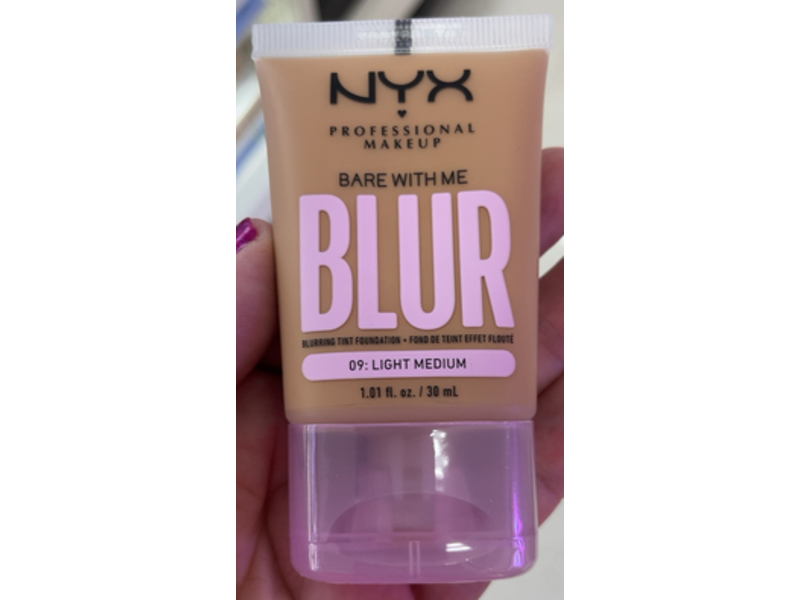 NYX
PROFESSIONAL
MAKEUP
BARE WITH ME
BLUR
BLURRING TINT FOUNDATION • FOND DE TEINT EFFET FLOUTÉ
09: LIGHT MEDIUM
1.01 fl. oz. / 30 mL